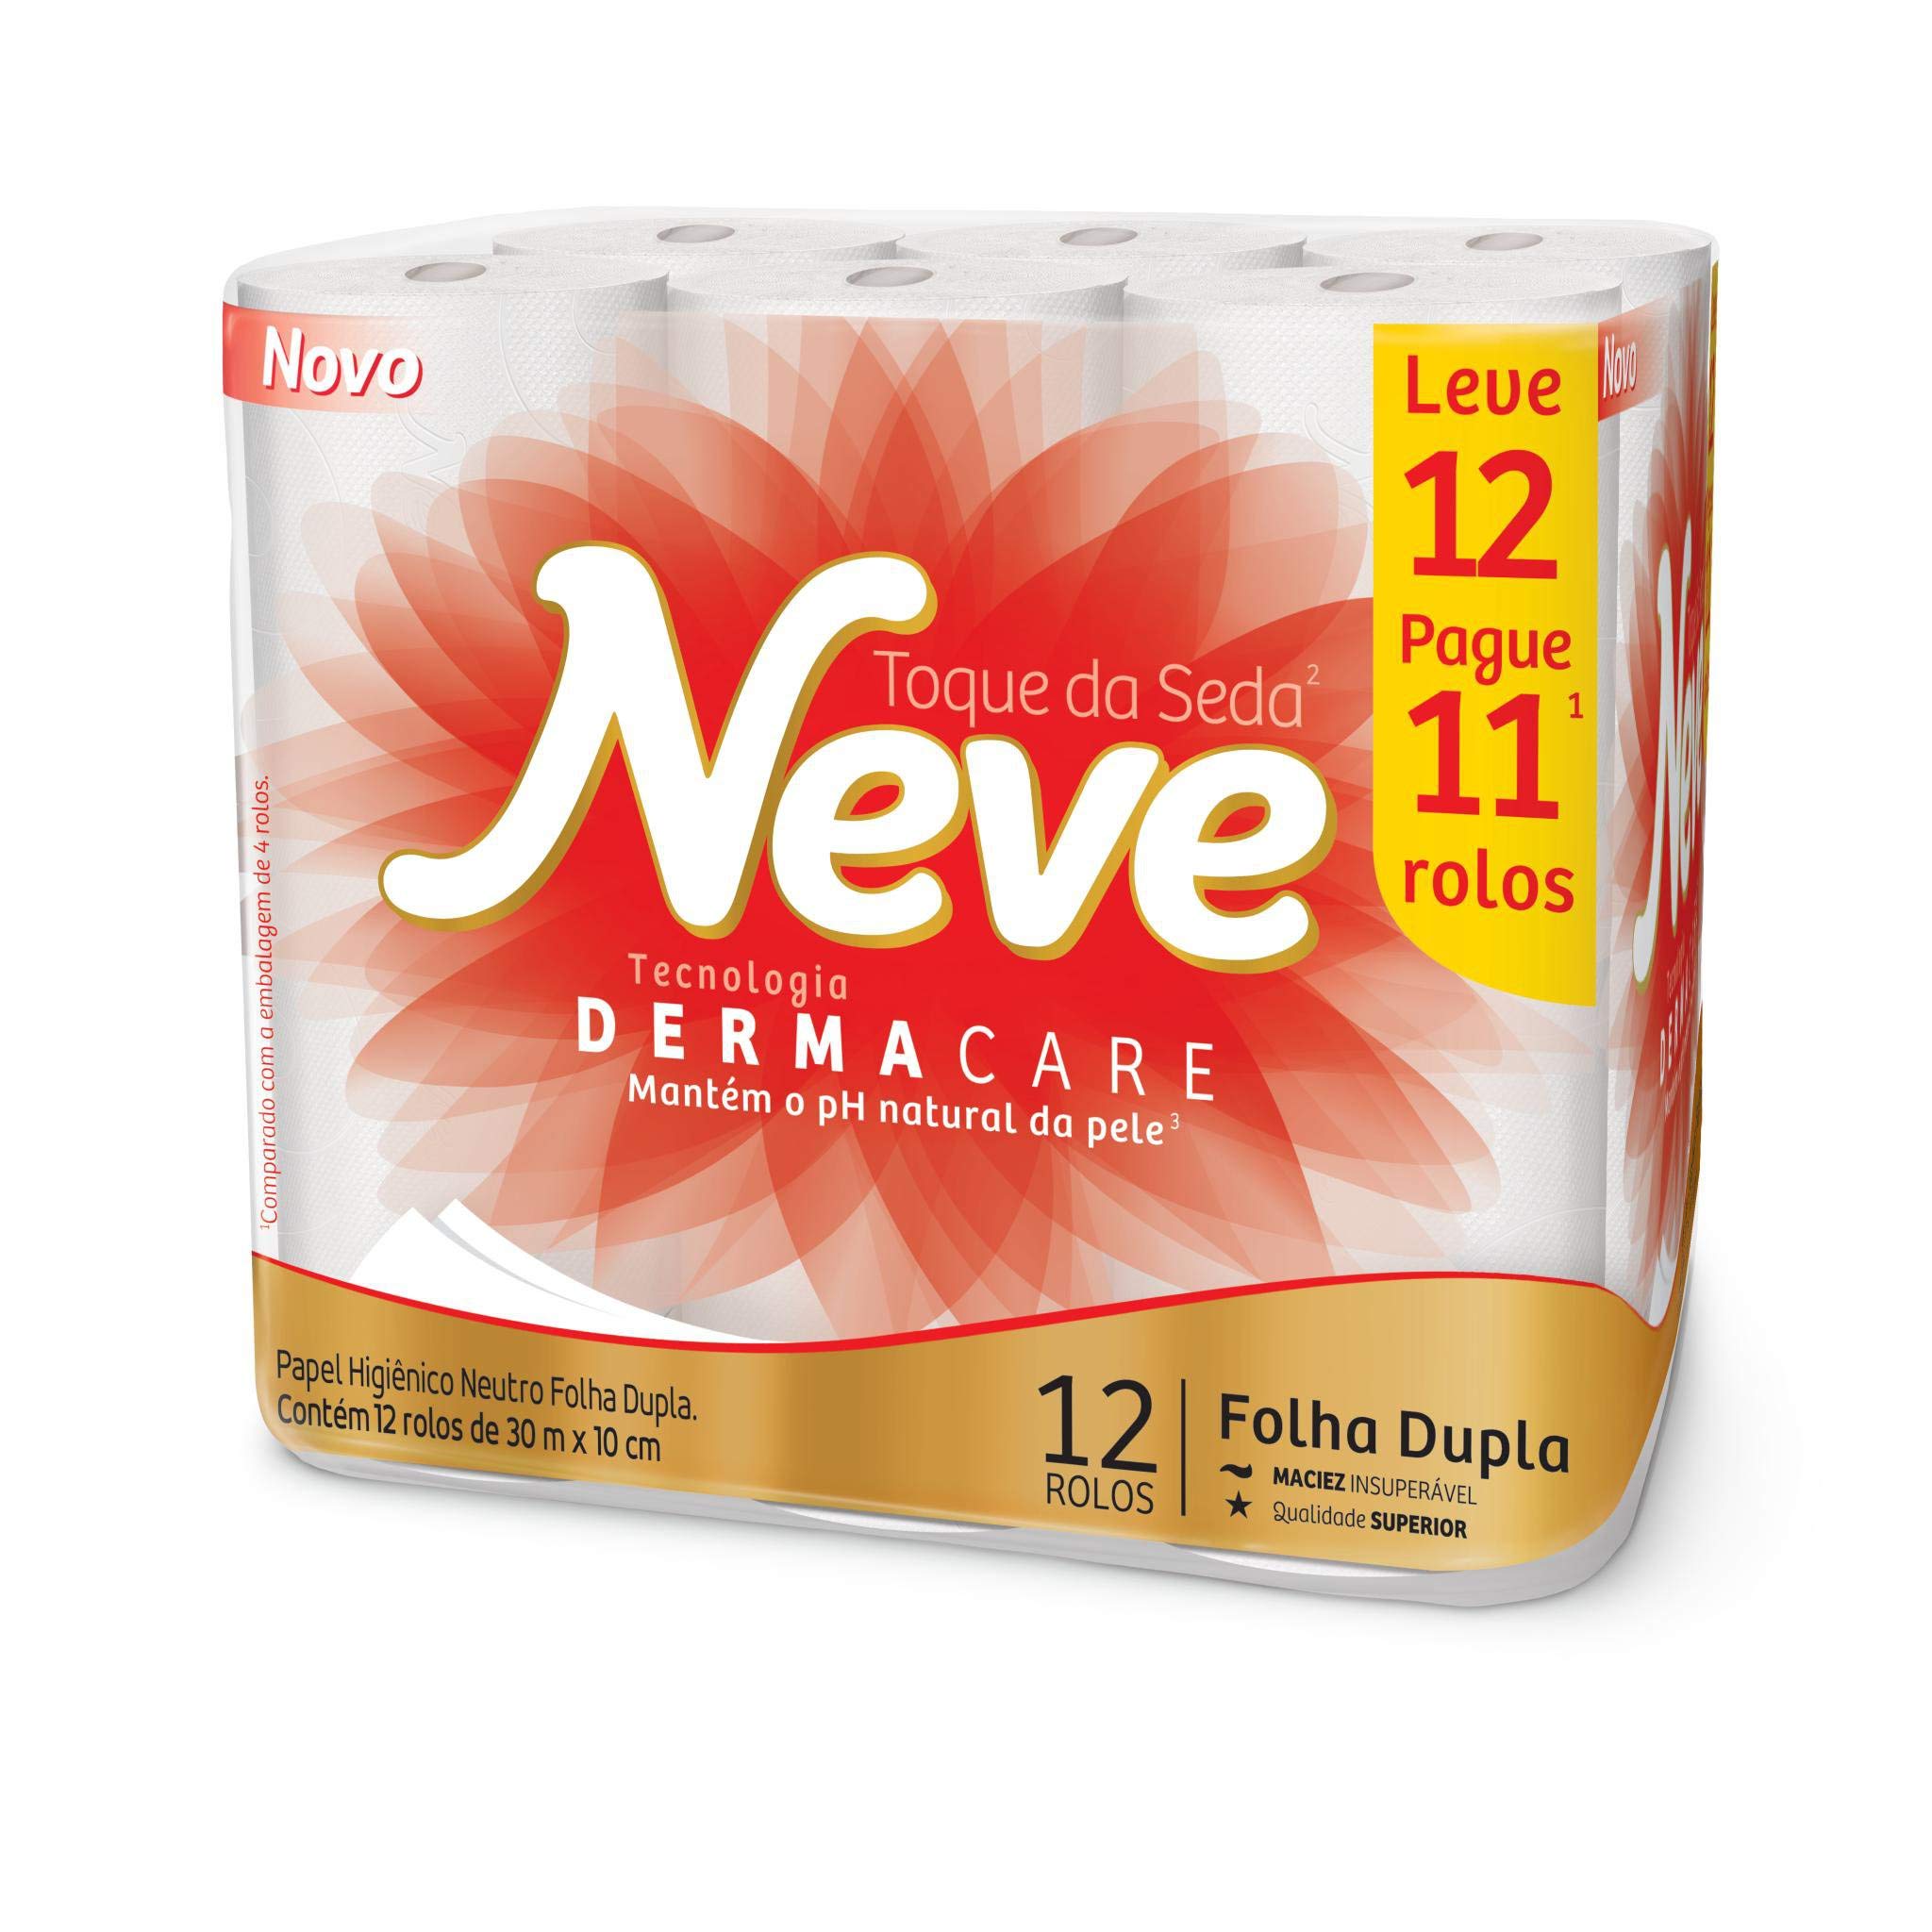 Novo
Leve
12
Pague
11¹
rolos
Novo
Toque da Seda²
Neve
Tecnologia
DERMACARE
Mantém o pH natural da pele³
¹Comparado com a embalagem de 4 rolos.
Papel Higiênico Neutro Folha Dupla.
Contém 12 rolos de 30 m x 10 cm
12
ROLOS
Folha Dupla
MACIEZ INSUPERÁVEL
Qualidade SUPERIOR